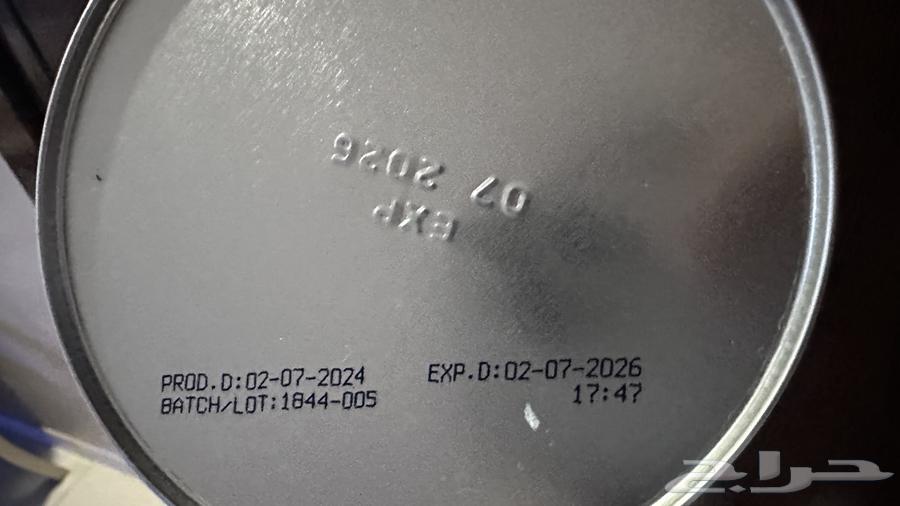 EXP
07 2026
PROD.D:02-07-2024
BATCH/LOT:1844-005
EXP.D:02-07-2026
17:47
حراج